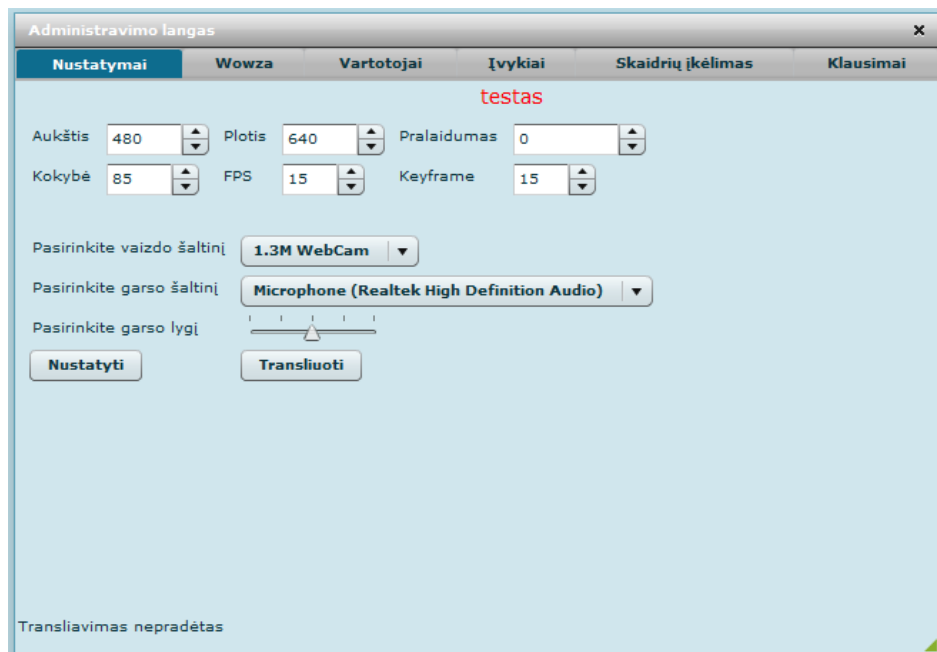 Administravimo langas
Nustatymai Wowza Vartotojai Įvykiai Skaidrių įkėlimas Klausimai
testas
Aukštis 480 Plotis 640 Pralaidumas 0
Kokybė 85 FPS 15 Keyframe 15
Pasirinkite vaizdo šaltinį 1.3M WebCam
Pasirinkite garso šaltinį Microphone (Realtek High Definition Audio)
Pasirinkite garso lygį
Nustatyti Transliuoti
Transliavimas nepradėtas